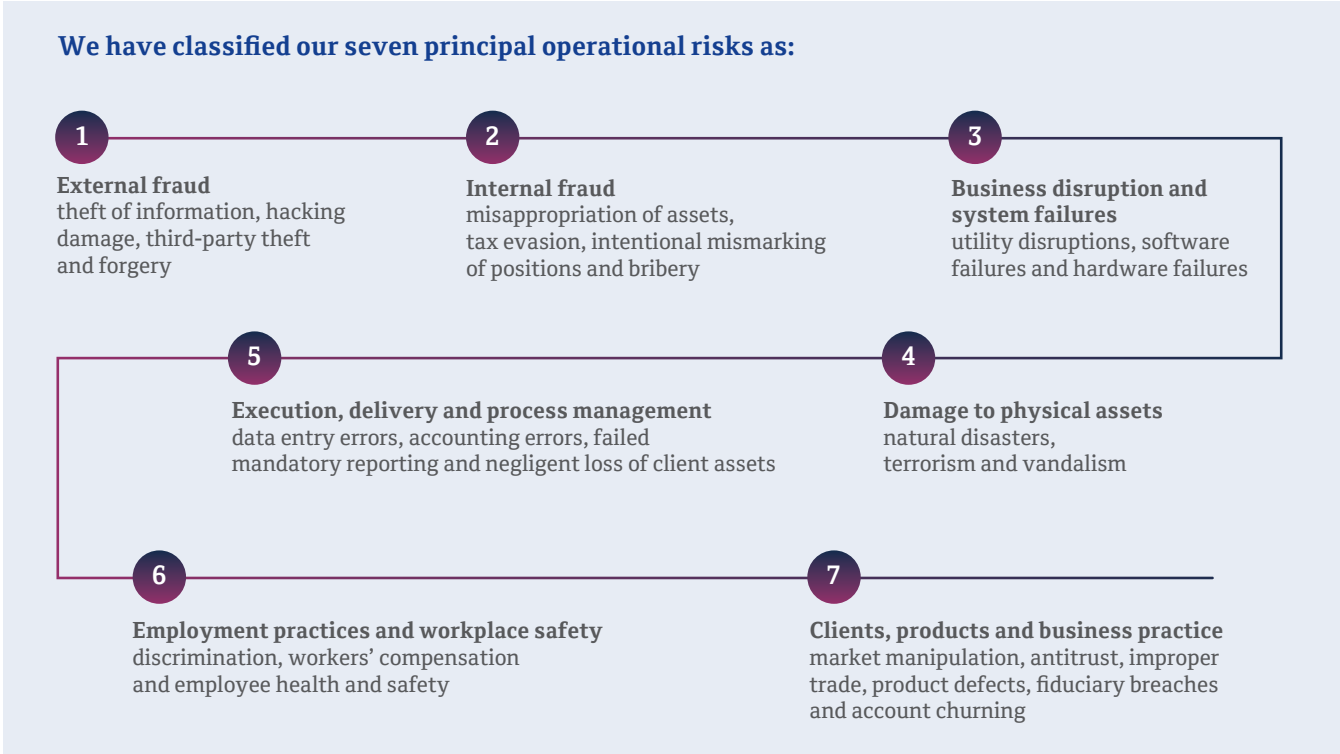 We have classified our seven principal operational risks as:
1
External fraud
theft of information, hacking
damage, third-party theft
and forgery
2
Internal fraud
misappropriation of assets,
tax evasion, intentional mismarking
of positions and bribery
3
Business disruption and
system failures
utility disruptions, software
failures and hardware failures
4
Damage to physical assets
natural disasters,
terrorism and vandalism
5
Execution, delivery and process management
data entry errors, accounting errors, failed
mandatory reporting and negligent loss of client assets
6
Employment practices and workplace safety
discrimination, workers’ compensation
and employee health and safety
7
Clients, products and business practice
market manipulation, antitrust, improper
trade, product defects, fiduciary breaches
and account churning